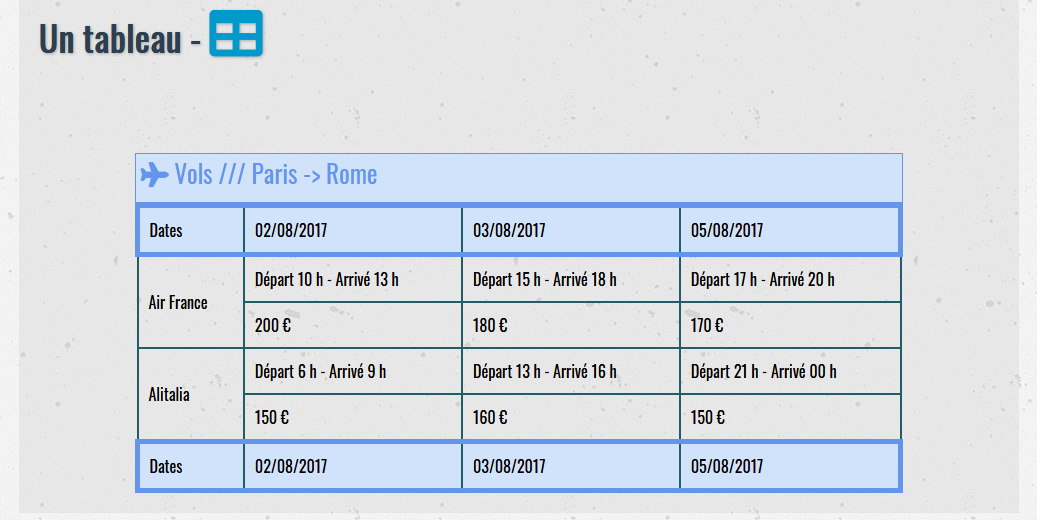 Un tableau -
Vols /// Paris -> Rome
Dates 02/08/2017 03/08/2017 05/08/2017
Air France Départ 10 h - Arrivé 13 h Départ 15 h - Arrivé 18 h Départ 17 h - Arrivé 20 h
200 € 180 € 170 €
Alitalia Départ 6 h - Arrivé 9 h Départ 13 h - Arrivé 16 h Départ 21 h - Arrivé 00 h
150 € 160 € 150 €
Dates 02/08/2017 03/08/2017 05/08/2017